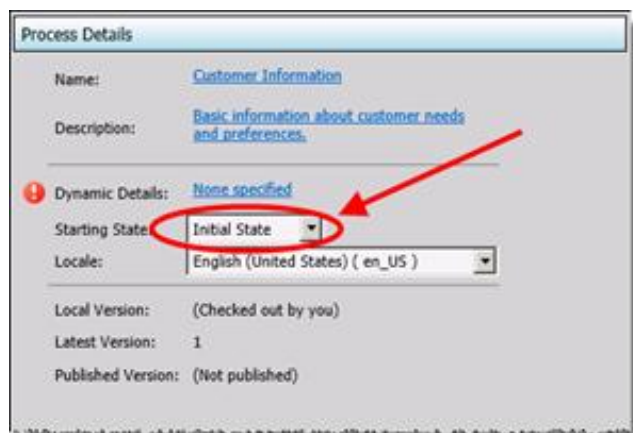 Process Details
Name: Customer Information
Description: Basic information about customer needs
and preferences.
Dynamic Details: None specified
Starting State: Initial State
Locale: English (United States) ( en_US )
Local Version: (Checked out by you)
Latest Version: 1
Published Version: (Not published)